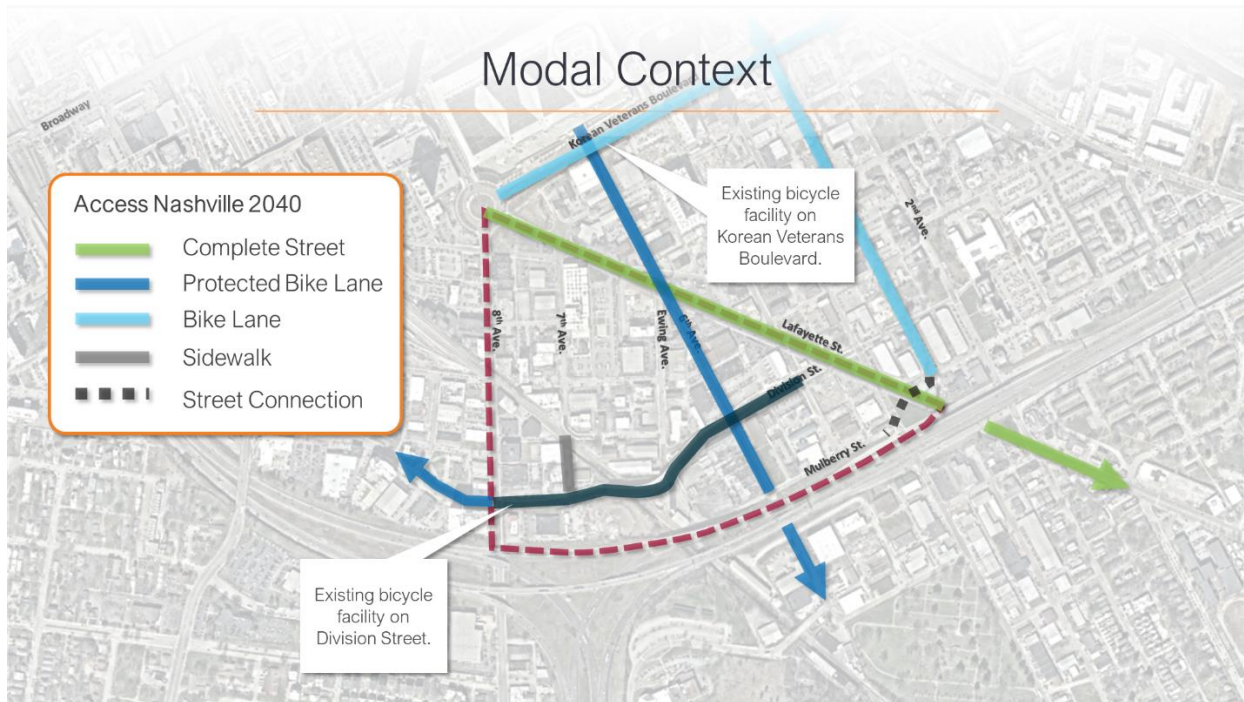 Modal Context
Broadway
Korean Veterans Boulevard
Access Nashville 2040
Complete Street
Protected Bike Lane
Bike Lane
Sidewalk
Street Connection
Existing bicycle
facility on
Korean Veterans
Boulevard.
2nd Ave.
8th Ave.
7th Ave.
Ewing Ave.
6th Ave.
Lafayette St.
Division St.
Mulberry St.
Existing bicycle
facility on
Division Street.